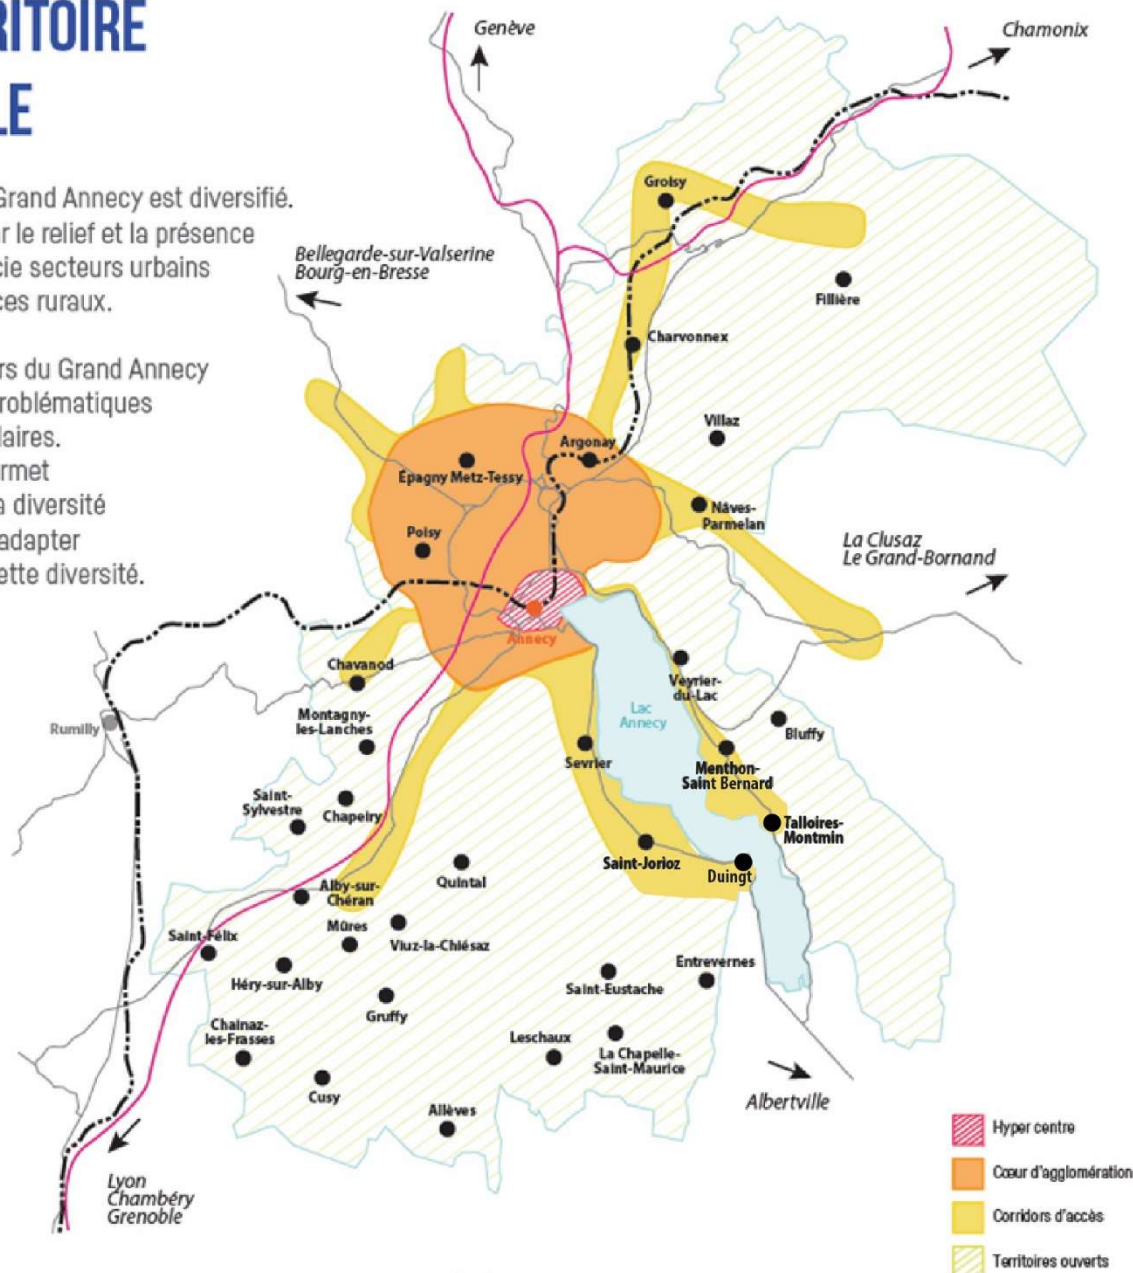 RITOIRE
LE
Grand Annecy est diversifié.
r le relief et la présence
cie secteurs urbains
ces ruraux.
rs du Grand Annecy
roblématiques
laires.
rmet
a diversité
adapter
ette diversité.
Genève
Chamonix
Bellegarde-sur-Valserine
Bourg-en-Bresse
Groisy
Fillière
Charvonnex
Villaz
Argonay
Épagny Metz-Tessy
Nâves-
Parmelan
Poisy
La Clusaz
Le Grand-Bornand
Annecy
Chavanod
Veyrier-
du-Lac
Lac
Annecy
Rumilly
Montagny-
les-Lanches
Bluffy
Sevrier
Menthon-
Saint Bernard
Saint-
Sylvestre
Chapeiry
Talloires-
Montmin
Saint-Jorioz
Duingt
Quintal
Alby-sur-
Chéran
Mûres
Viuz-la-Chiésaz
Saint-Félix
Héry-sur-Alby
Entrevernes
Saint-Eustache
Gruffy
Chainaz-
les-Frasses
Leschaux
La Chapelle-
Saint-Maurice
Cusy
Allèves
Albertville
Lyon
Chambéry
Grenoble
Hyper centre
Cœur d'agglomération
Corridors d'accès
Territoires ouverts